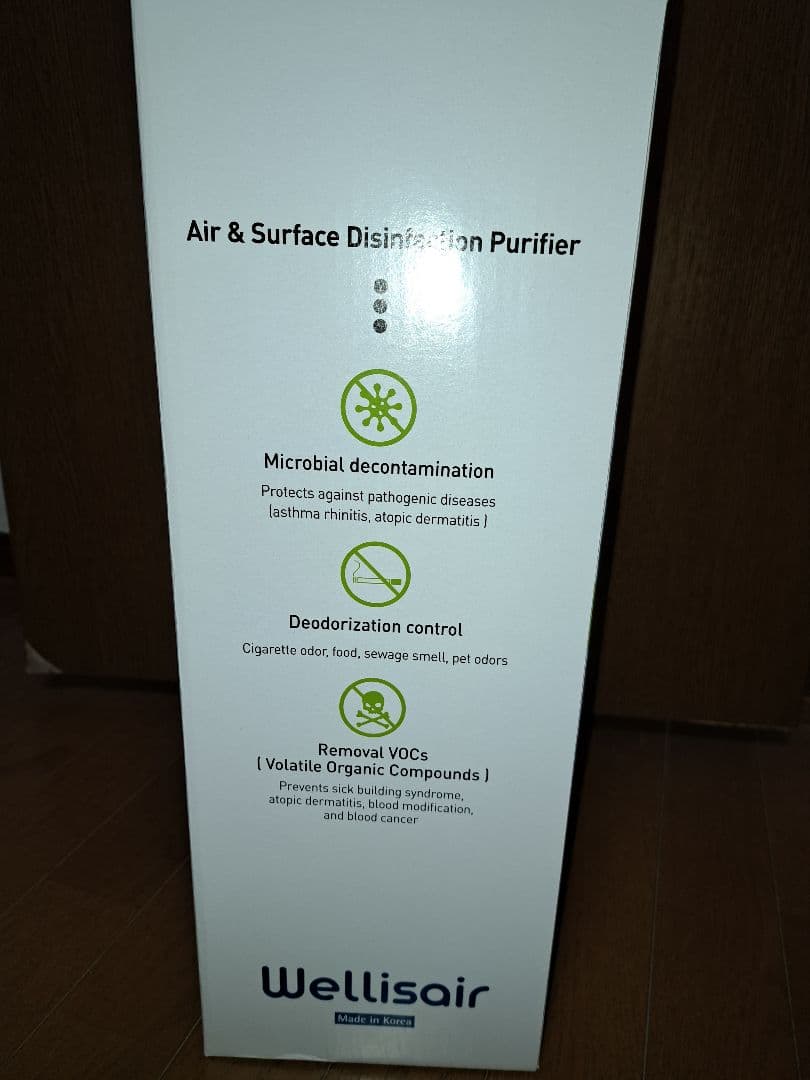 Air & Surface Disinfection Purifier
Microbial decontamination
Protects against pathogenic diseases
(asthma rhinitis, atopic dermatitis)
Deodorization control
Cigarette odor, food, sewage smell, pet odors
Removal VOCs
( Volatile Organic Compounds )
Prevents sick building syndrome,
atopic dermatitis, blood modification,
and blood cancer
Wellisair
Made in Korea